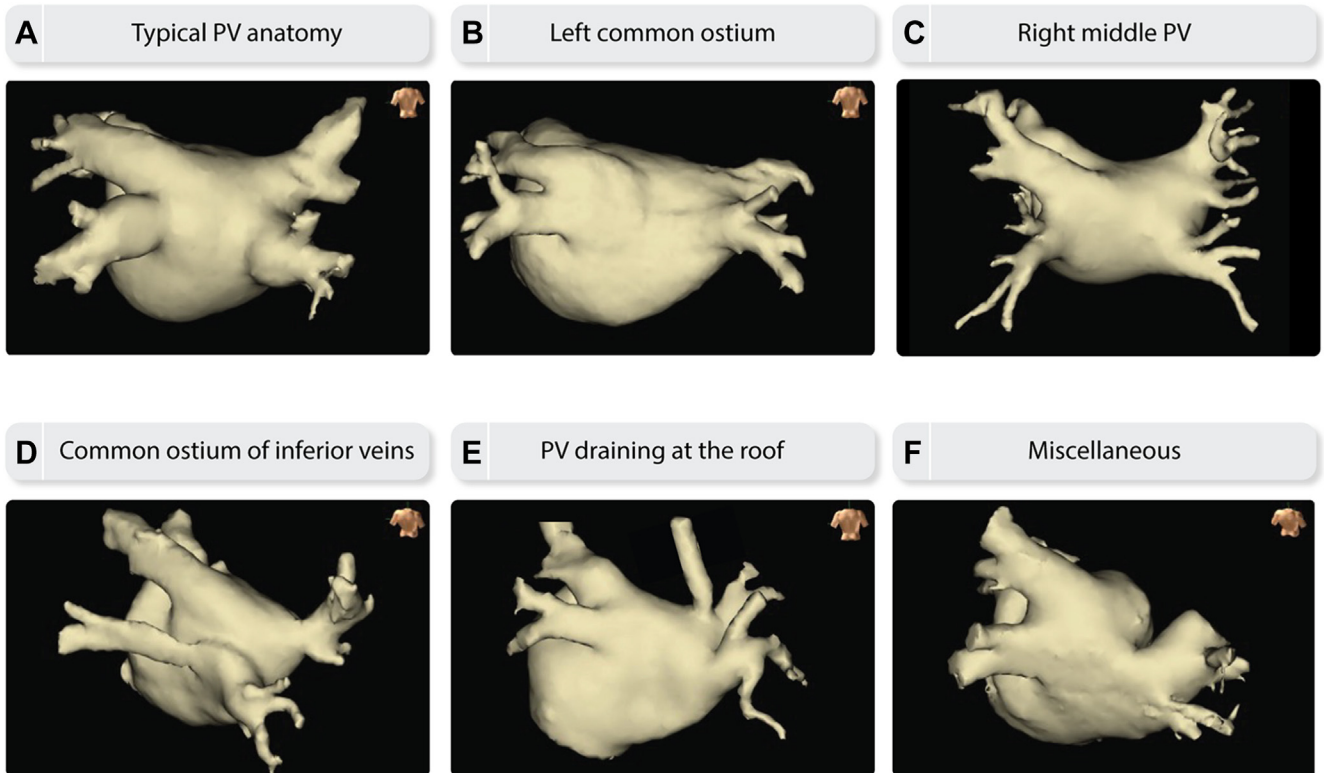 A Typical PV anatomy
B Left common ostium
C Right middle PV
D Common ostium of inferior veins
E PV draining at the roof
F Miscellaneous